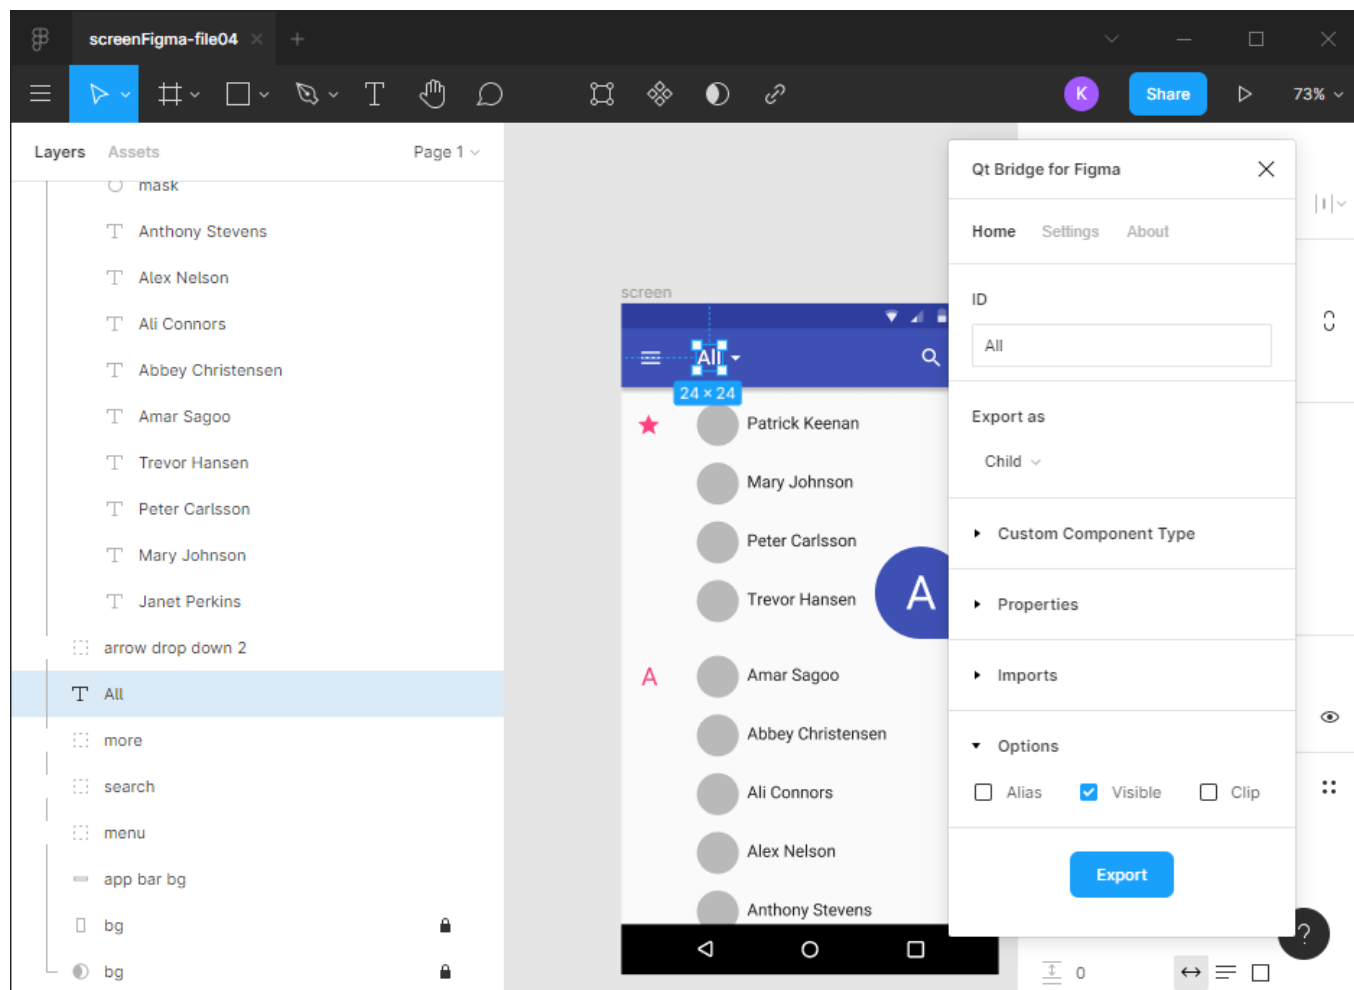 screenFigma-file04
K
Share
73%
Layers
Assets
Page 1
mask
Anthony Stevens
Alex Nelson
Ali Connors
Abbey Christensen
Amar Sagoo
Trevor Hansen
Peter Carlsson
Mary Johnson
Janet Perkins
arrow drop down 2
All
more
search
menu
app bar bg
bg
bg
screen
All
24 × 24
Patrick Keenan
Mary Johnson
Peter Carlsson
Trevor Hansen
A
A
Amar Sagoo
Abbey Christensen
Ali Connors
Alex Nelson
Anthony Stevens
Qt Bridge for Figma
Home
Settings
About
ID
All
Export as
Child
Custom Component Type
Properties
Imports
Options
Alias
Visible
Clip
Export
?
0